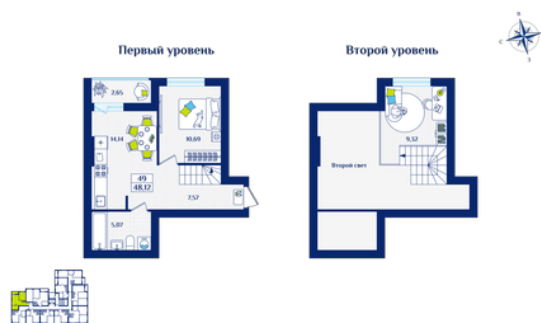 В
С
З
Первый уровень
Второй уровень
2.65
14,14
10.69
49
48.12
7.57
5.07
9,32
Второй свет